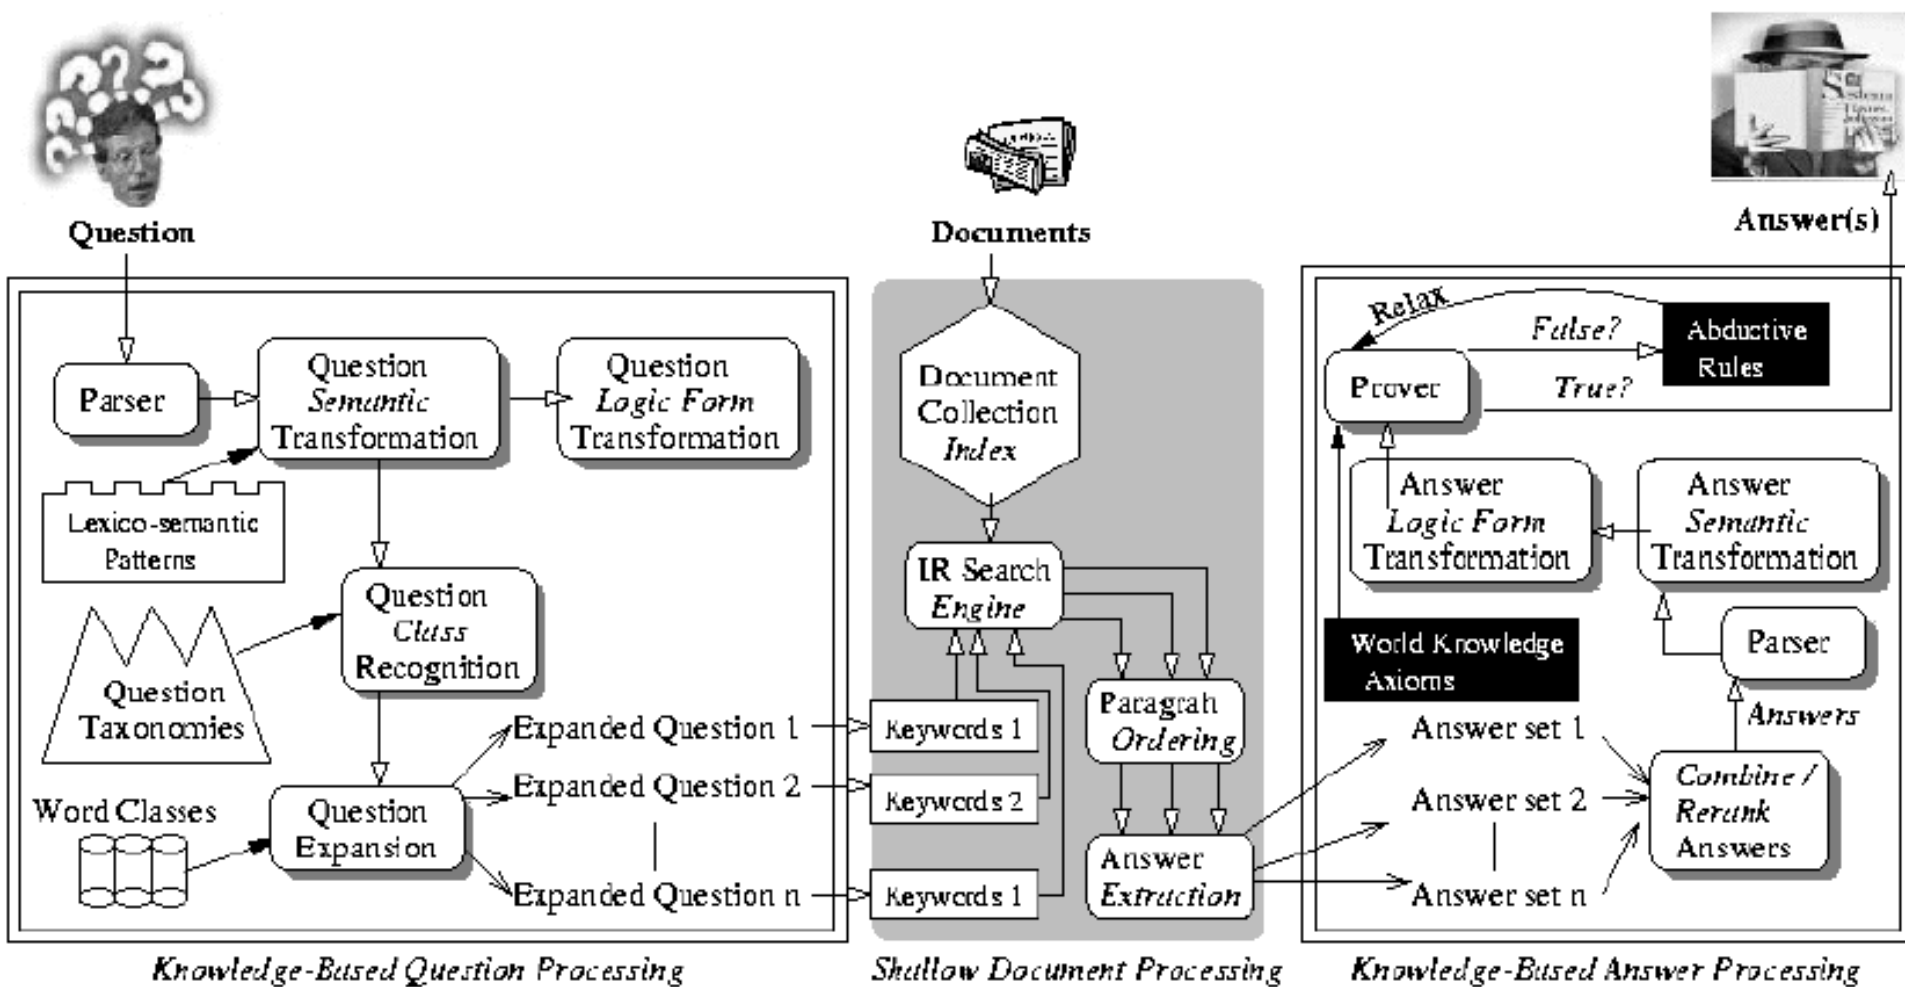 Question
Documents
Answer(s)
Parser
Question
Semantic
Transformation
Question
Logic Form
Transformation
Lexico-semantic
Patterns
Question
Class
Recognition
Question
Taxonomies
Word Classes
Question
Expansion
Expanded Question 1
Expanded Question 2
Expanded Question n
Knowledge-Based Question Processing
Document
Collection
Index
IR Search
Engine
Keywords 1
Keywords 2
Keywords 1
Paragrah
Ordering
Answer
Extraction
Shallow Document Processing
Relax
False?
True?
Abductive
Rules
Prover
Answer
Logic Form
Transformation
Answer
Semantic
Transformation
World Knowledge
Axioms
Parser
Answers
Answer set 1
Answer set 2
Answer set n
Combine /
Rerank
Answers
Knowledge-Based Answer Processing